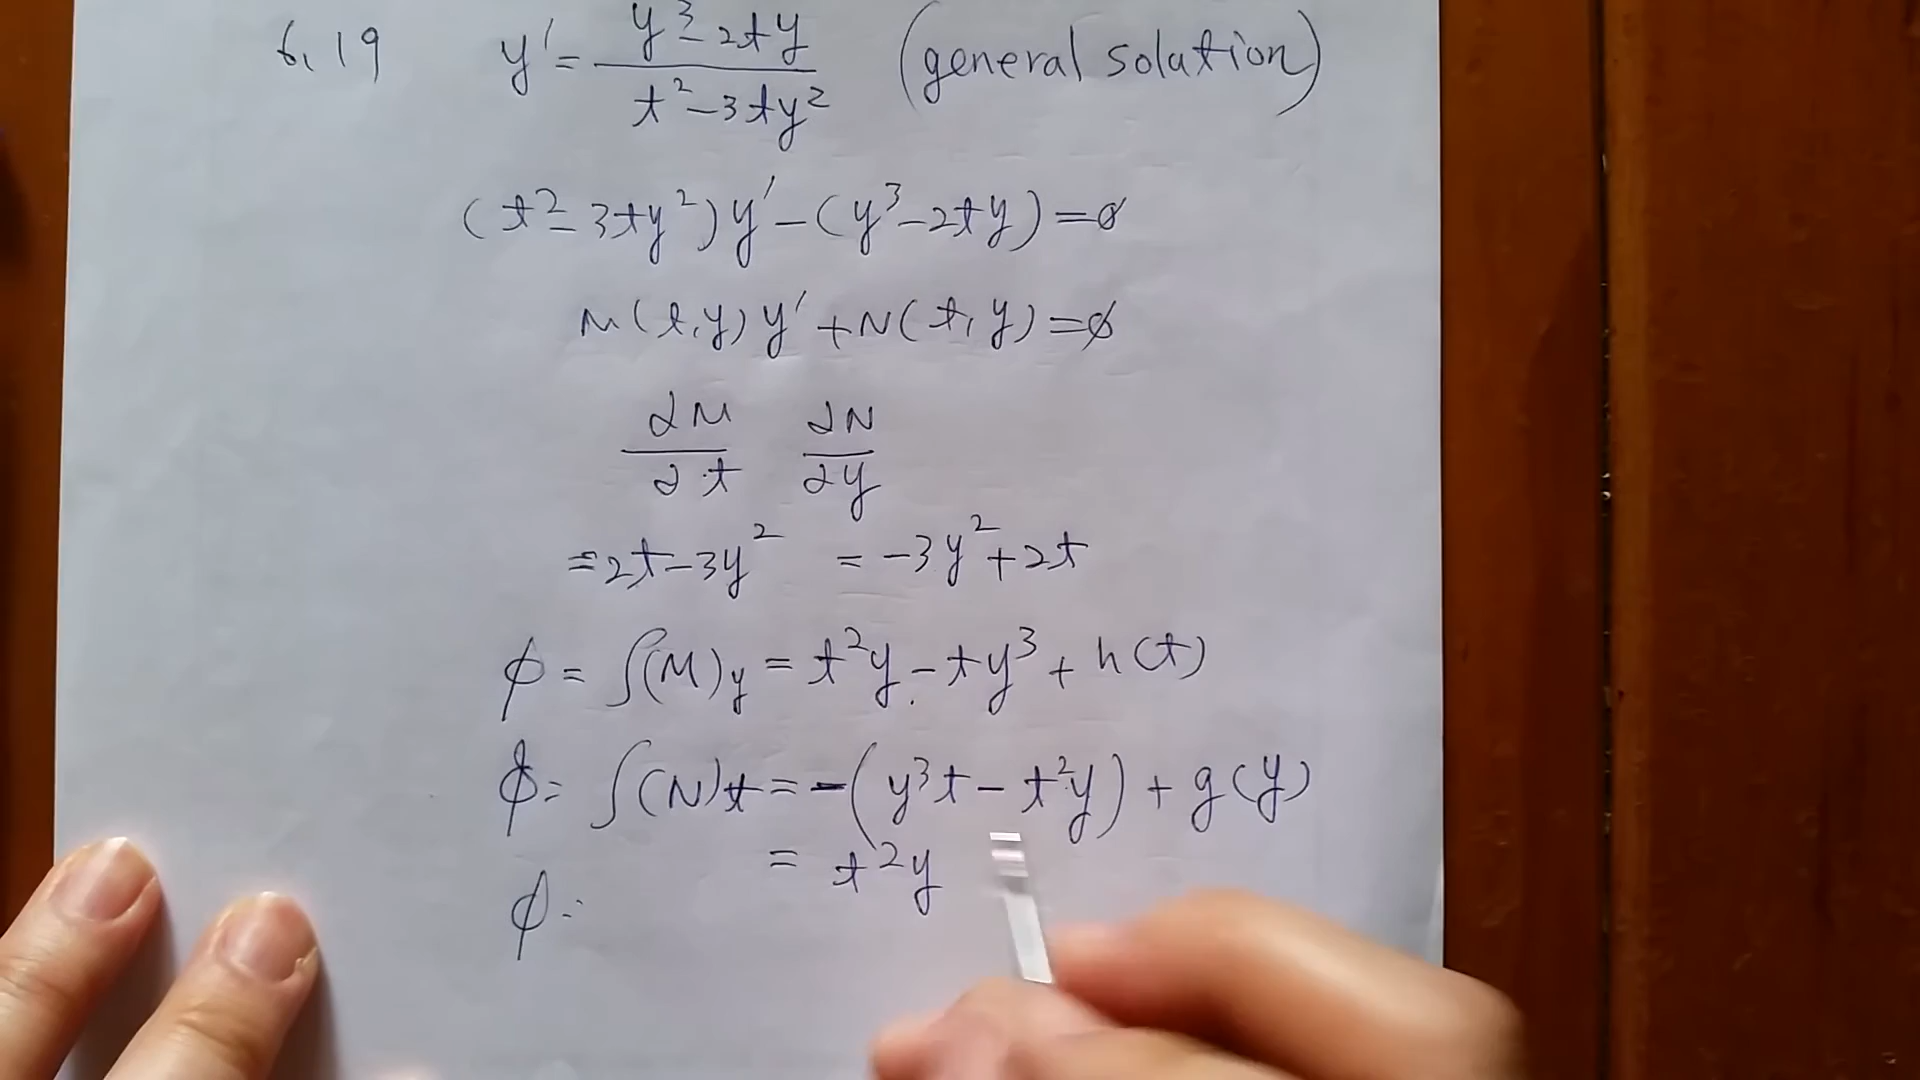 6.19 y' = (y³ - 2ty)/(t² - 3ty²) (general solution)
(t² - 3ty²)y' - (y³ - 2ty) = 0
M(t,y)y' + N(t,y) = 0
∂M/∂t ∂N/∂y
= 2t - 3y² = -3y² + 2t
ϕ = ∫(M)y = t²y - ty³ + h(t)
ϕ = ∫(N)t = -(y³t - t²y) + g(y)
= t²y
ϕ =